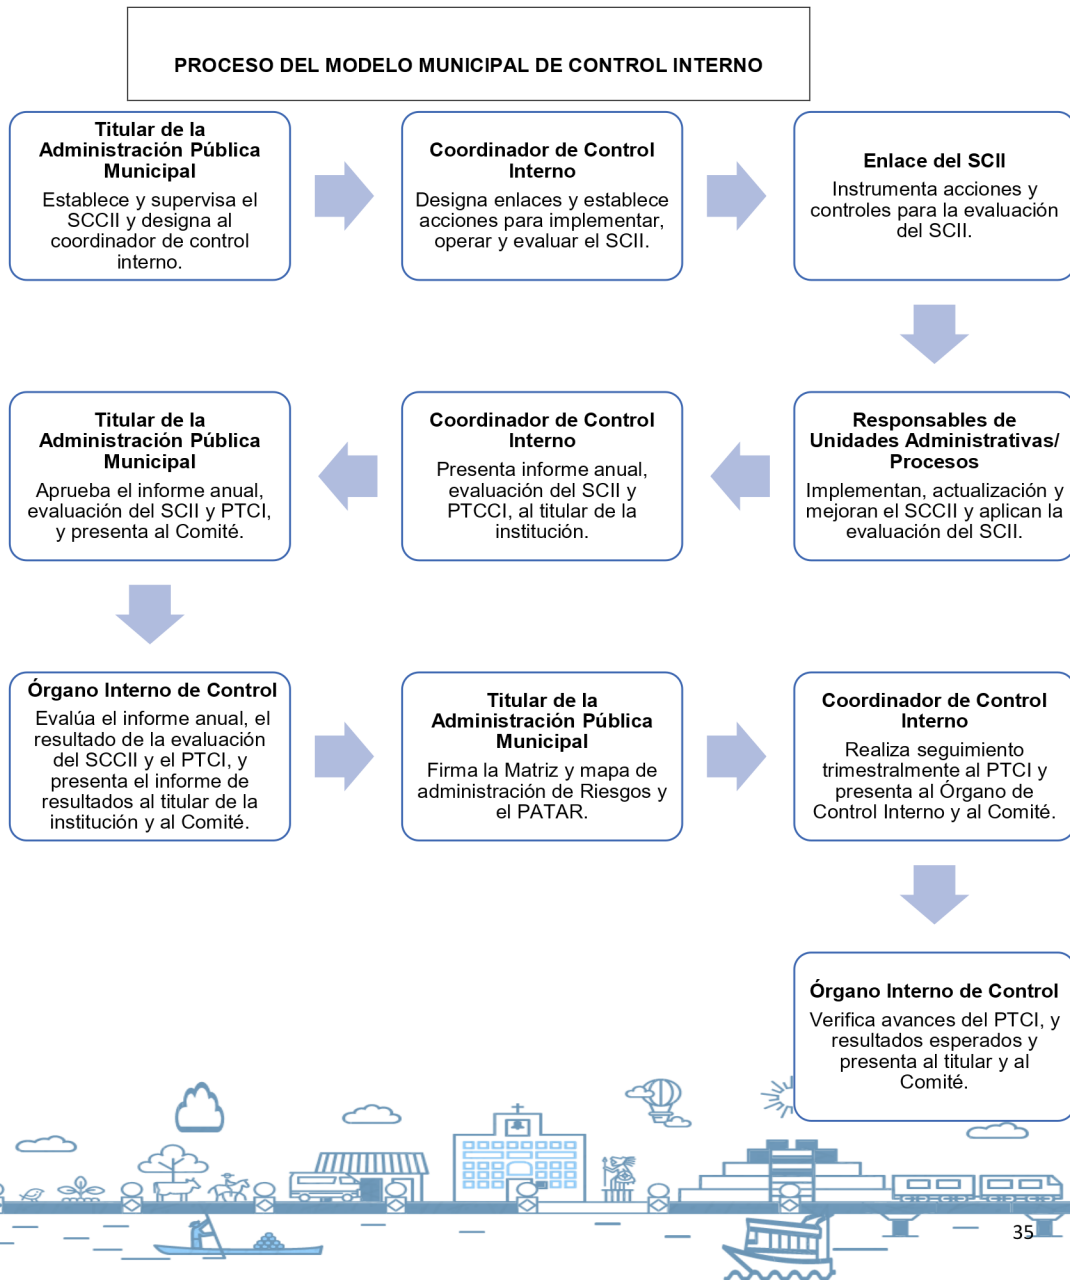 PROCESO DEL MODELO MUNICIPAL DE CONTROL INTERNO
Titular de la
Administración Pública
Municipal
Establece y supervisa el
SCCII y designa al
coordinador de control
interno.
Coordinador de Control
Interno
Designa enlaces y establece
acciones para implementar,
operar y evaluar el SCII.
Enlace del SCII
Instrumenta acciones y
controles para la evaluación
del SCII.
Responsables de
Unidades Administrativas/
Procesos
Implementan, actualización y
mejoran el SCCII y aplican la
evaluación del SCII.
Coordinador de Control
Interno
Presenta informe anual,
evaluación del SCII y
PTCCI, al titular de la
institución.
Titular de la
Administración Pública
Municipal
Aprueba el informe anual,
evaluación del SCII y PTCI,
y presenta al Comité.
Órgano Interno de Control
Evalúa el informe anual, el
resultado de la evaluación
del SCCII y el PTCI, y
presenta el informe de
resultados al titular de la
institución y al Comité.
Titular de la
Administración Pública
Municipal
Firma la Matriz y mapa de
administración de Riesgos y
el PATAR.
Coordinador de Control
Interno
Realiza seguimiento
trimestralmente al PTCI y
presenta al Órgano de
Control Interno y al Comité.
Órgano Interno de Control
Verifica avances del PTCI, y
resultados esperados y
presenta al titular y al
Comité.
35